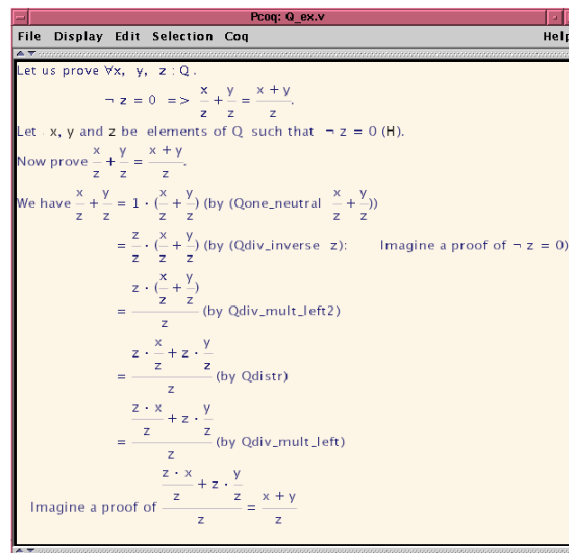 Pcoq: Q_ex.v
File Display Edit Selection Coq Help
Let us prove ∀x, y, z : Q.
¬ z = 0 => x/z + y/z = (x + y)/z.
Let x, y and z be elements of Q such that ¬ z = 0 (H).
Now prove x/z + y/z = (x + y)/z.
We have x/z + y/z = 1 · (x/z + y/z) (by (Qone_neutral x/z + y/z))
= z/z · (x/z + y/z) (by (Qdiv_inverse z): Imagine a proof of ¬ z = 0)
= (z · (x/z + y/z))/z (by Qdiv_mult_left2)
= (z · x/z + z · y/z)/z (by Qdistr)
= ((z · x)/z + z · y/z)/z (by Qdiv_mult_left)
Imagine a proof of ((z · x)/z + z · y/z)/z = (x + y)/z